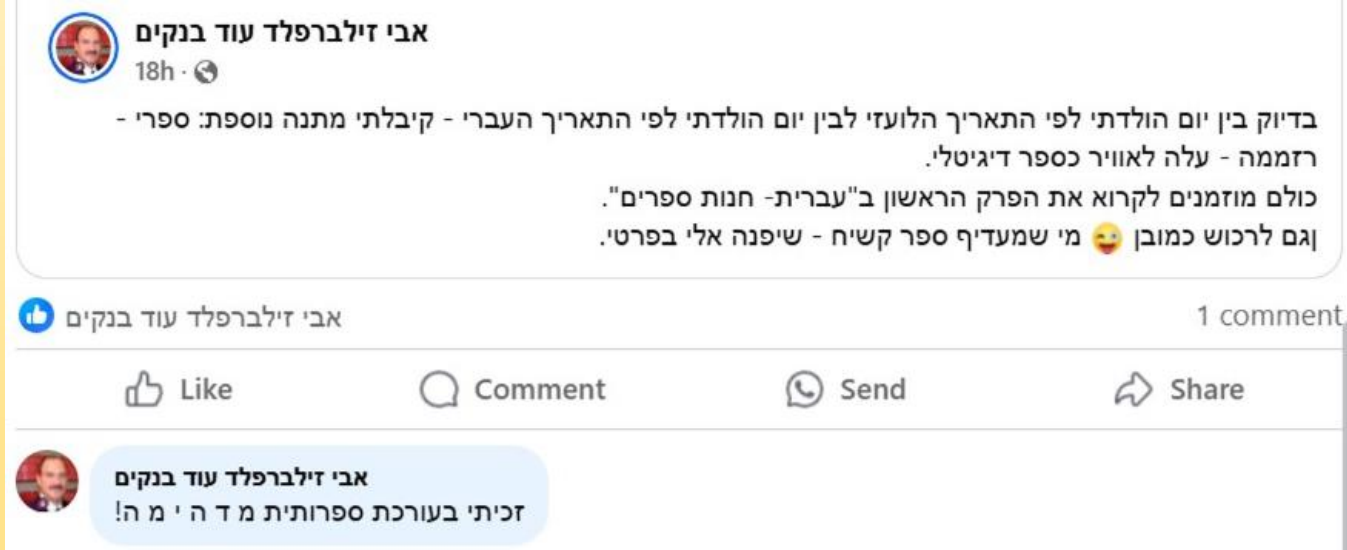 אבי זילברפלד עוד בנקים
18h ·
בדיוק בין יום הולדתי לפי התאריך הלועזי לבין יום הולדתי לפי התאריך העברי - קיבלתי מתנה נוספת: ספרי -
רזממה - עלה לאוויר כספר דיגיטלי.
כולם מוזמנים לקרוא את הפרק הראשון ב"עברית- חנות ספרים".
ןגם לרכוש כמובן 😜 מי שמעדיף ספר קשיח - שיפנה אלי בפרטי.
אבי זילברפלד עוד בנקים
1 comment
Like
Comment
Send
Share
אבי זילברפלד עוד בנקים
זכיתי בעורכת ספרותית מ ד ה י מ ה!